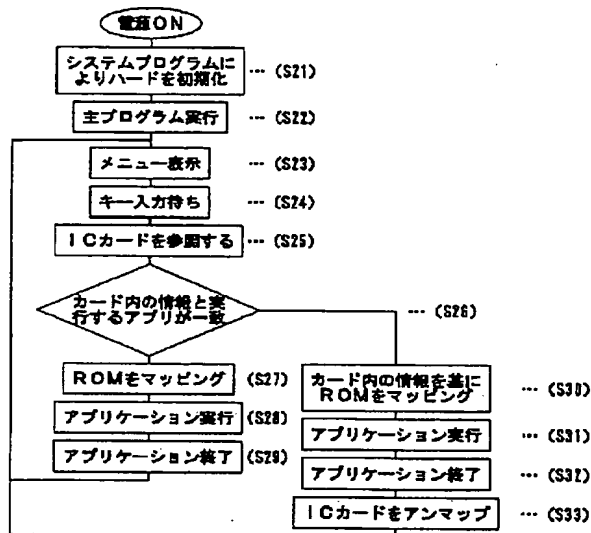 電源ON
システムプログラムに
よりハードを初期化
… (S21)
主プログラム実行
… (S22)
メニュー表示
… (S23)
キー入力待ち
… (S24)
ICカードを参照する
… (S25)
カード内の情報と実
行するアプリが一致
… (S26)
ROMをマッピング
(S27)
アプリケーション実行
(S28)
アプリケーション終了
(S29)
カード内の情報を基に
ROMをマッピング
… (S30)
アプリケーション実行
… (S31)
アプリケーション終了
… (S32)
ICカードをアンマップ
… (S33)